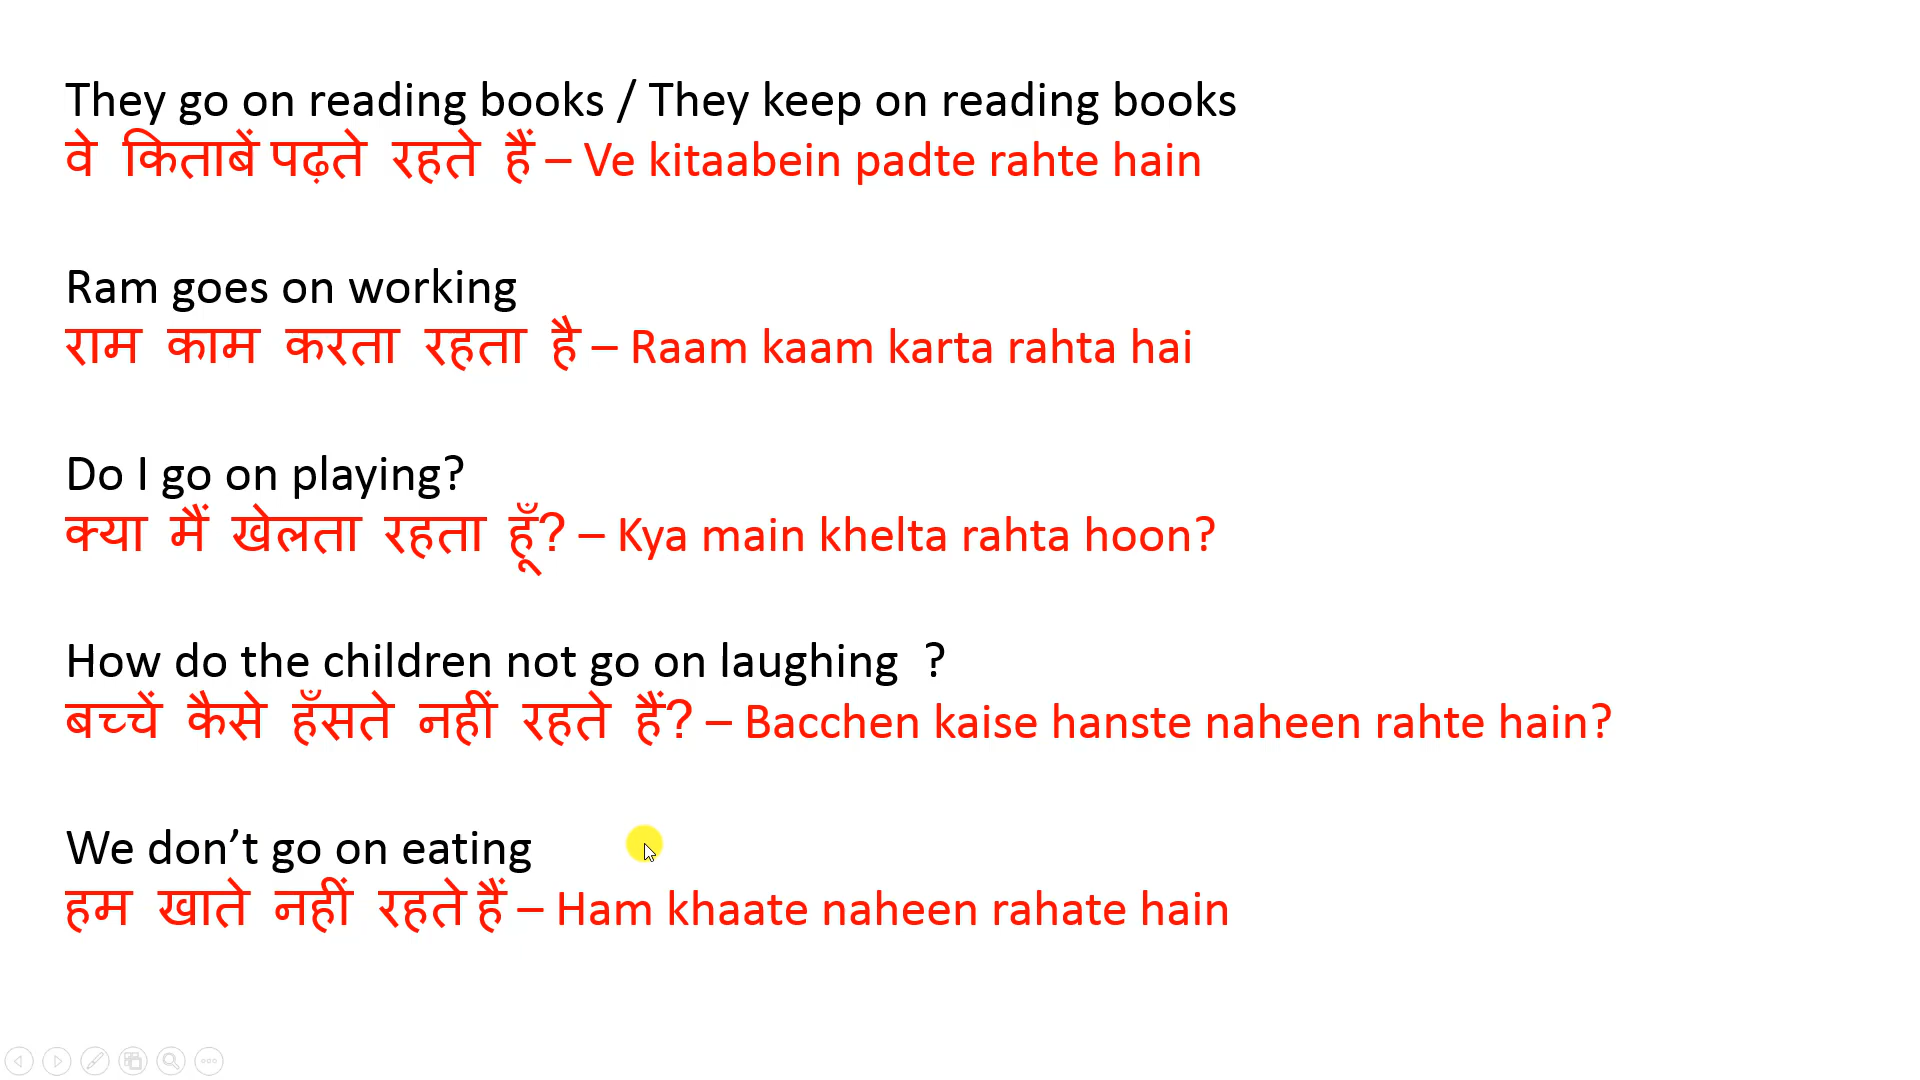 They go on reading books / They keep on reading books
वे किताबें पढ़ते रहते हैं – Ve kitaabein padte rahte hain
Ram goes on working
राम काम करता रहता है – Raam kaam karta rahta hai
Do I go on playing?
क्या मैं खेलता रहता हूँ? – Kya main khelta rahta hoon?
How do the children not go on laughing ?
बच्चें कैसे हँसते नहीं रहते हैं? – Bacchen kaise hanste naheen rahte hain?
We don’t go on eating
हम खाते नहीं रहते हैं – Ham khaate naheen rahate hain